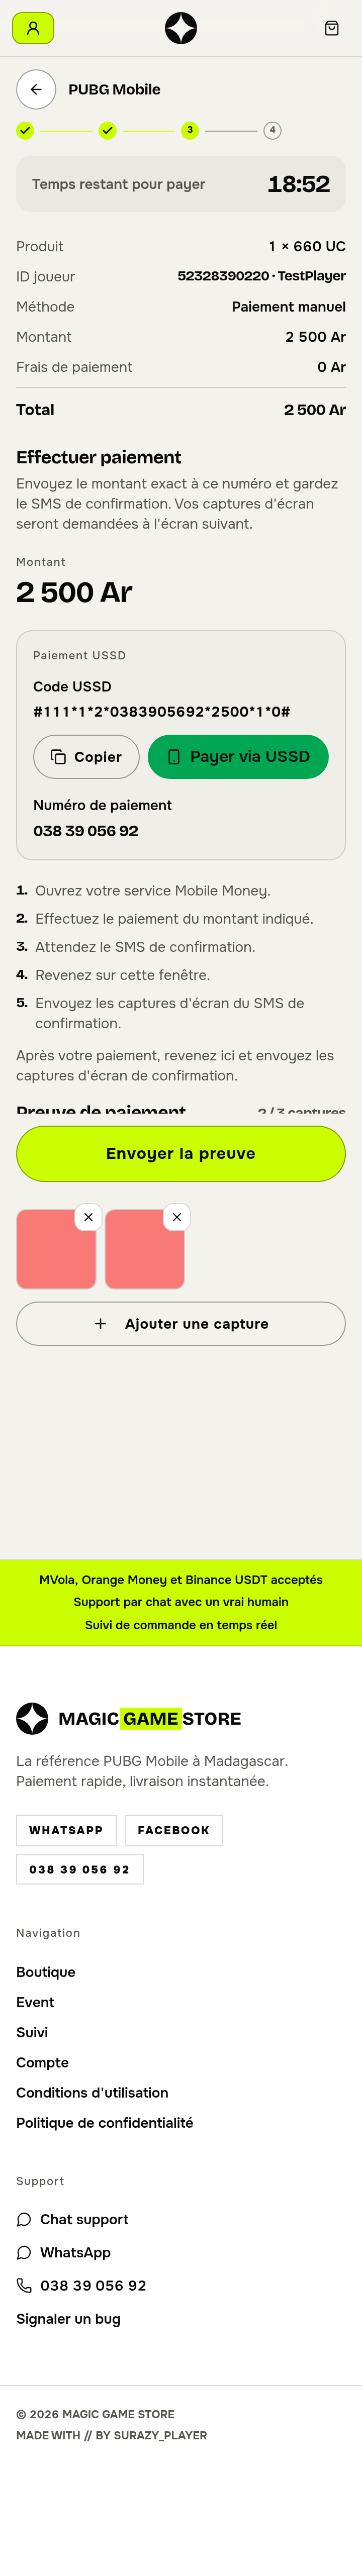 PUBG Mobile
3
4
Temps restant pour payer 18:52
Produit 1 × 660 UC
ID joueur 52328390220 · TestPlayer
Méthode Paiement manuel
Montant 2 500 Ar
Frais de paiement 0 Ar
Total 2 500 Ar
Effectuer paiement
Envoyez le montant exact à ce numéro et gardez
le SMS de confirmation. Vos captures d'écran
seront demandées à l'écran suivant.
Montant
2 500 Ar
Paiement USSD
Code USSD
#111*1*2*0383905692*2500*1*0#
Copier Payer via USSD
Numéro de paiement
038 39 056 92
1. Ouvrez votre service Mobile Money.
2. Effectuez le paiement du montant indiqué.
3. Attendez le SMS de confirmation.
4. Revenez sur cette fenêtre.
5. Envoyez les captures d'écran du SMS de
confirmation.
Après votre paiement, revenez ici et envoyez les
captures d'écran de confirmation.
Preuve de paiement 2 / 3 captures
Envoyer la preuve
Ajouter une capture
MVola, Orange Money et Binance USDT acceptés
Support par chat avec un vrai humain
Suivi de commande en temps réel
MAGIC GAME STORE
La référence PUBG Mobile à Madagascar.
Paiement rapide, livraison instantanée.
WHATSAPP FACEBOOK
038 39 056 92
Navigation
Boutique
Event
Suivi
Compte
Conditions d'utilisation
Politique de confidentialité
Support
Chat support
WhatsApp
038 39 056 92
Signaler un bug
© 2026 MAGIC GAME STORE
MADE WITH // BY SURAZY_PLAYER